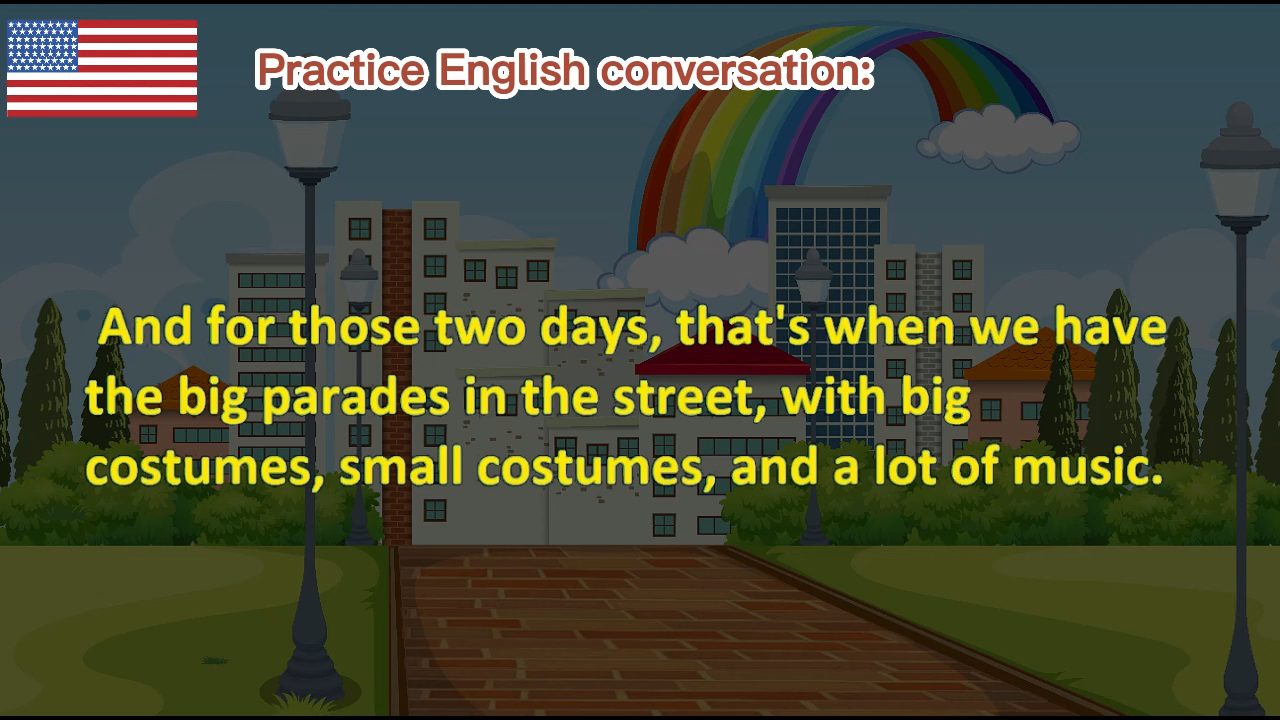 Practice English conversation:
And for those two days, that's when we have
the big parades in the street, with big
costumes, small costumes, and a lot of music.